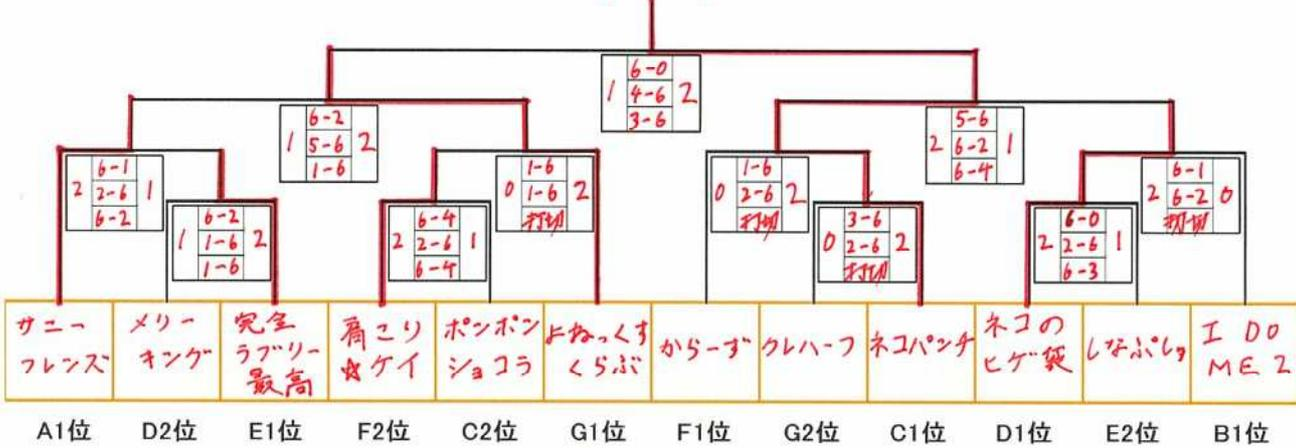 6-0
1 4-6 2
3-6
6-2
1 5-6 2
1-6
5-6
2 6-2 1
6-4
6-1
2 2-6 1
6-2
1-6
0 1-6 2
打切
1-6
0 2-6 2
打切
6-1
2 6-2 0
打切
6-2
1 1-6 2
1-6
6-4
2 2-6 1
6-4
3-6
0 2-6 2
打切
6-0
2 2-6 1
6-3
サニー
フレンズ
メリー
キング
完全
ラブリー
最高
肩こり
☆ケイ
ポンポン
ショコラ
よねっくす
くらぶ
からーず
クレハーフ
ネコパンチ
ネコの
ヒゲ袋
しなぷしゅ
I DO
ME 2
A1位 D2位 E1位 F2位 C2位 G1位 F1位 G2位 C1位 D1位 E2位 B1位